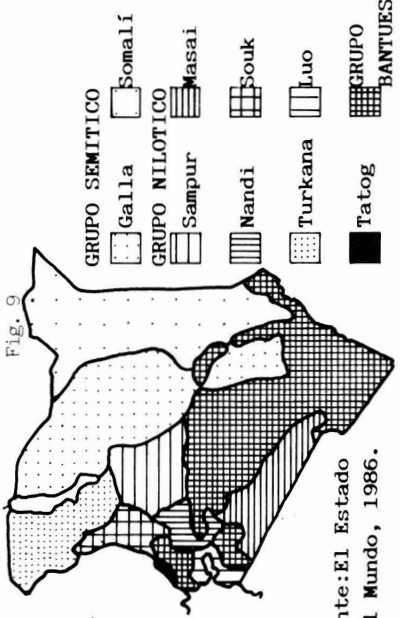 Fig. 9
GRUPO SEMITICO
Galla Somalí
GRUPO NILOTICO
Sampur Masai
Nandi Souk
Turkana Luo
Tatog GRUPO
BANTUES
nte:El Estado
l Mundo, 1986.